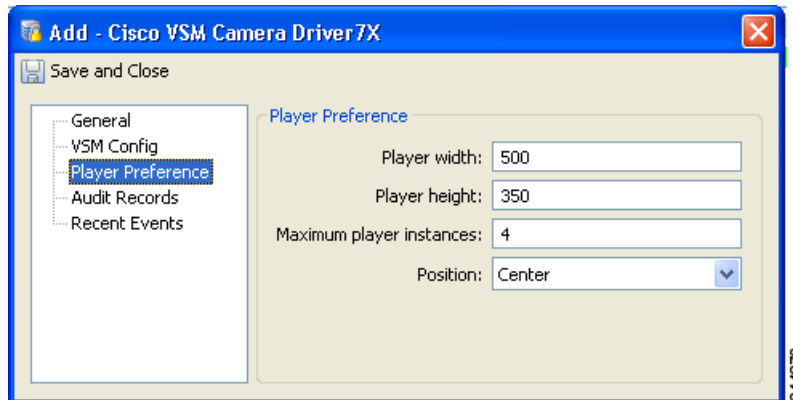 Add - Cisco VSM Camera Driver7X
Save and Close
General
VSM Config
Player Preference
Audit Records
Recent Events
Player Preference
Player width: 500
Player height: 350
Maximum player instances: 4
Position: Center